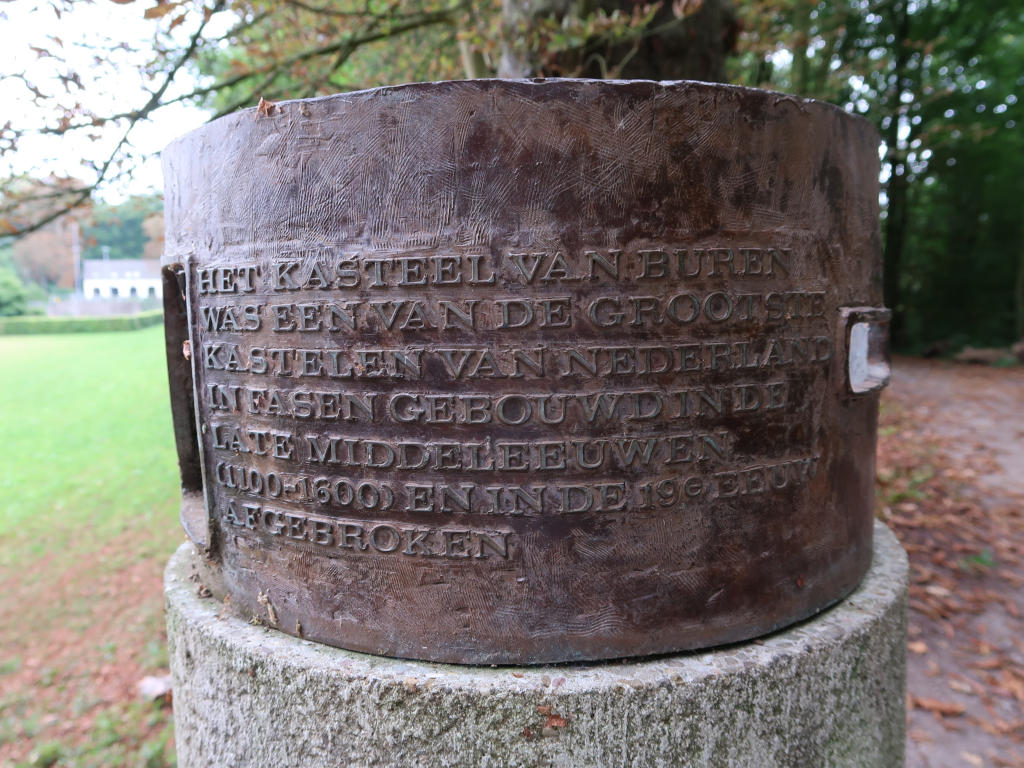 HET KASTEEL VAN BUREN
WAS EEN VAN DE GROOTSTE
KASTELEN VAN NEDERLAND
IN FASEN GEBOUWD IN DE
LATE MIDDELEEUWEN
(1100-1600) EN IN DE 19e EEUW
AFGEBROKEN